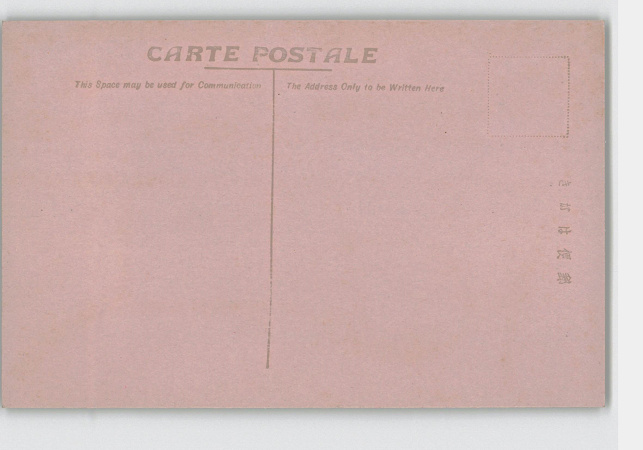 CARTE POSTALE
This Space may be used for Communication
The Address Only to be Written Here
きかは便郵